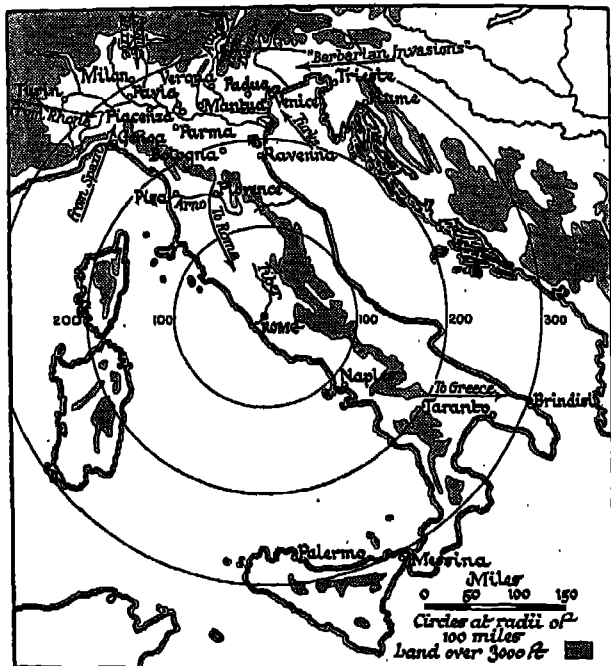 "Barbarian Invasions"
Milan
Verona
Trieste
Turin
Pavia
Padua
Venice
Fiume
Mantua
from Rhone
Piacenza
Turks
Genoa
Parma
Bologna
Ravenna
from Spain
Pisa
Arno
Florence
To Rome
Tiber
200
100
ROME
100
200
300
Naples
To Greece
Taranto
Brindisi
Palermo
Messina
Miles
0 50 100 150
Circles at radii of
100 miles
Land over 3000 ft